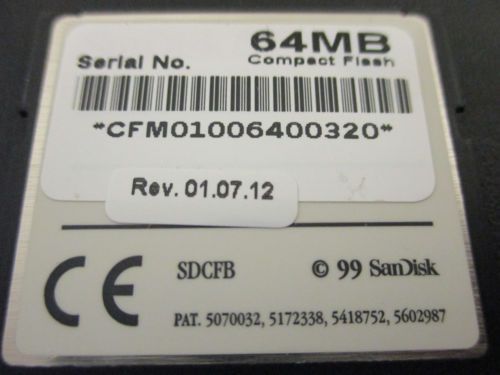 64MB
Serial No. Compact Flash
*CFM01006400320*
Rev. 01.07.12
CE SDCFB © 99 SanDisk
PAT. 5070032, 5172338, 5418752, 5602987